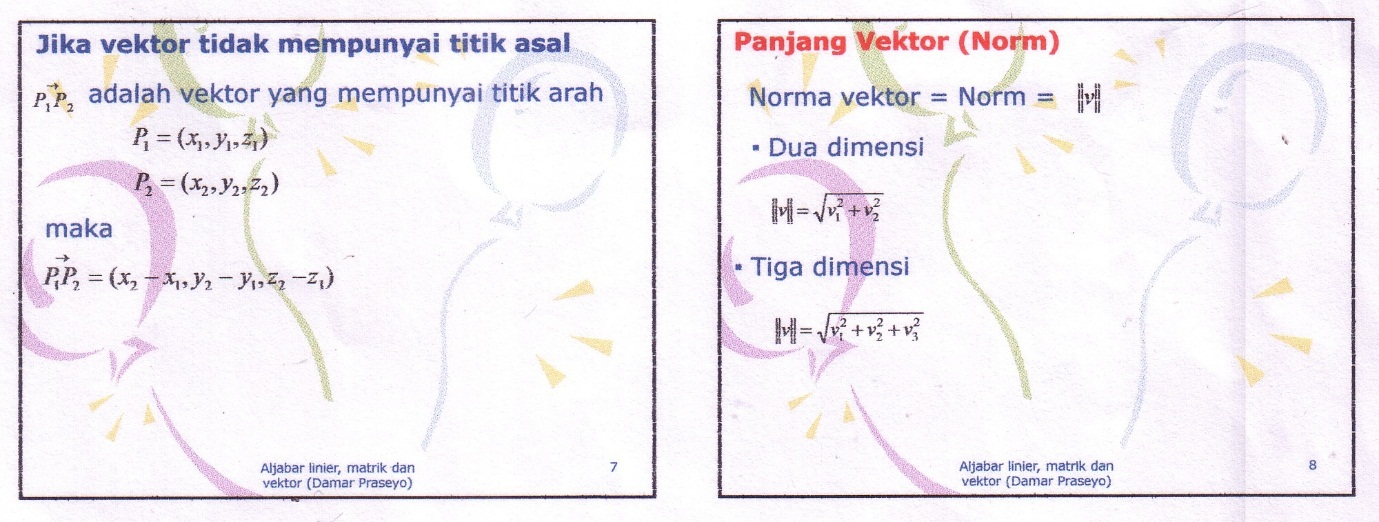 Jika vektor tidak mempunyai titik asal
P₁P₂⃗ adalah vektor yang mempunyai titik arah
P₁ = (x₁, y₁, z₁)
P₂ = (x₂, y₂, z₂)
maka
P₁P₂⃗ = (x₂ − x₁, y₂ − y₁, z₂ − z₁)
Aljabar linier, matrik dan
vektor (Damar Praseyo)
7
Panjang Vektor (Norm)
Norma vektor = Norm = ‖v‖
▪ Dua dimensi
‖v‖ = √(v₁² + v₂²)
▪ Tiga dimensi
‖v‖ = √(v₁² + v₂² + v₃²)
Aljabar linier, matrik dan
vektor (Damar Praseyo)
8